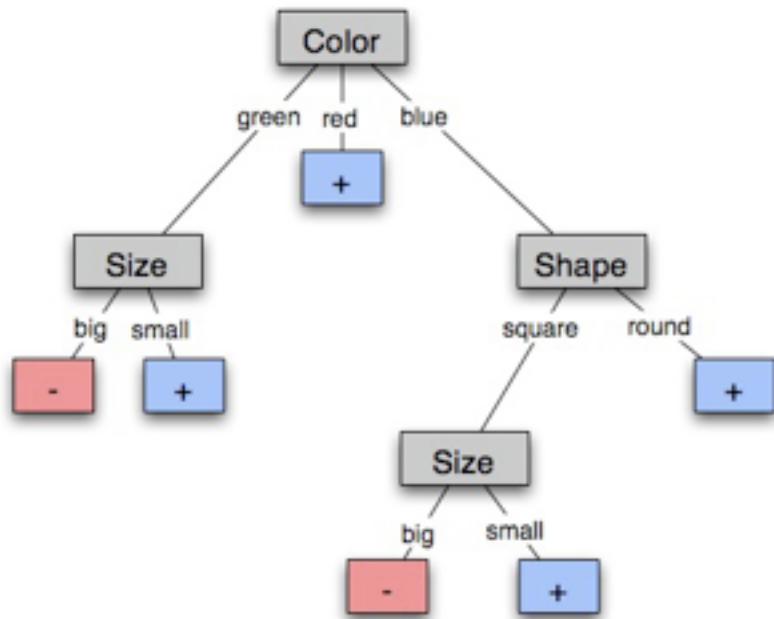 Color
green red blue
+
Size Shape
big small square round
- + +
Size
big small
- +